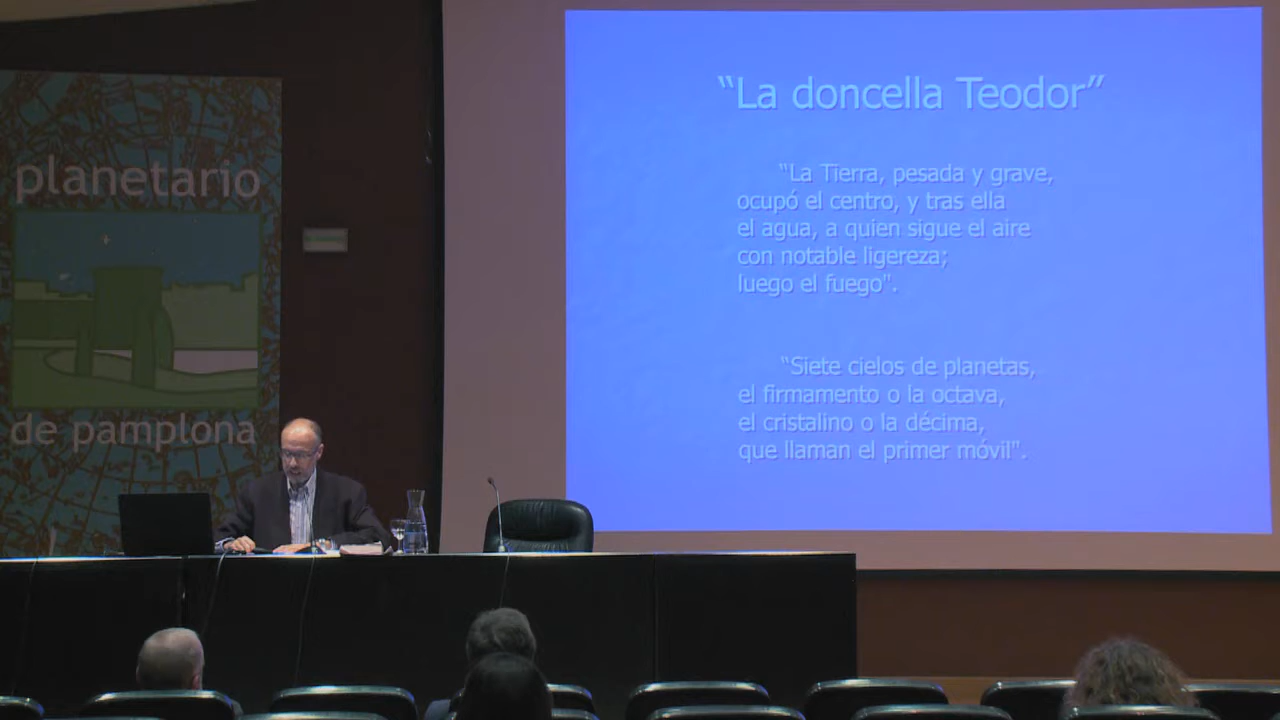 planetario
de pamplona
“La doncella Teodor”
“La Tierra, pesada y grave,
ocupó el centro, y tras ella
el agua, a quien sigue el aire
con notable ligereza;
luego el fuego".
“Siete cielos de planetas,
el firmamento o la octava,
el cristalino o la décima,
que llaman el primer móvil".